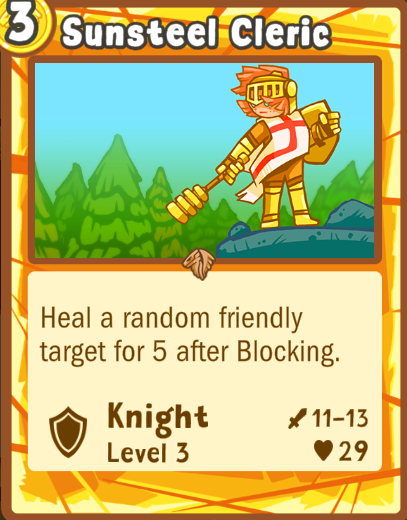 3 Sunsteel Cleric
Heal a random friendly
target for 5 after Blocking.
Knight 11–13
Level 3 29